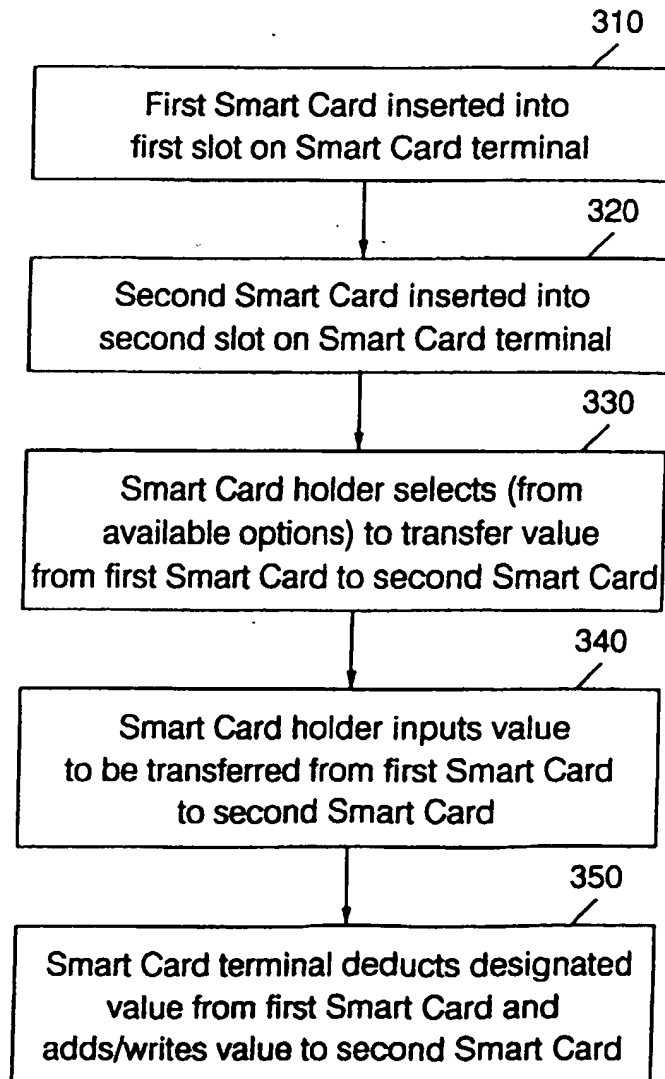 310
First Smart Card inserted into
first slot on Smart Card terminal
320
Second Smart Card inserted into
second slot on Smart Card terminal
330
Smart Card holder selects (from
available options) to transfer value
from first Smart Card to second Smart Card
340
Smart Card holder inputs value
to be transferred from first Smart Card
to second Smart Card
350
Smart Card terminal deducts designated
value from first Smart Card and
adds/writes value to second Smart Card